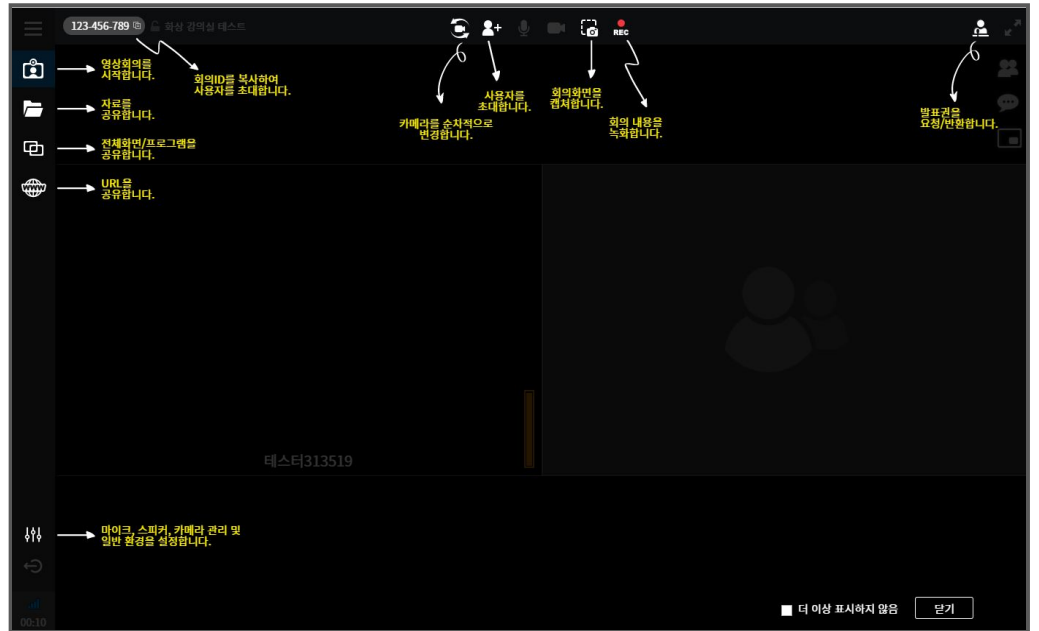 123-456-789
화상 강의실 테스트
REC
영상회의를
시작합니다.
회의ID를 복사하여
사용자를 초대합니다.
사용자를
초대합니다.
회의화면을
캡쳐합니다.
카메라를 순차적으로
변경합니다.
회의 내용을
녹화합니다.
발표권을
요청/반환합니다.
자료를
공유합니다.
전체화면/프로그램을
공유합니다.
URL을
공유합니다.
테스터313519
마이크, 스피커, 카메라 관리 및
일반 환경을 설정합니다.
더 이상 표시하지 않음
닫기
00:10